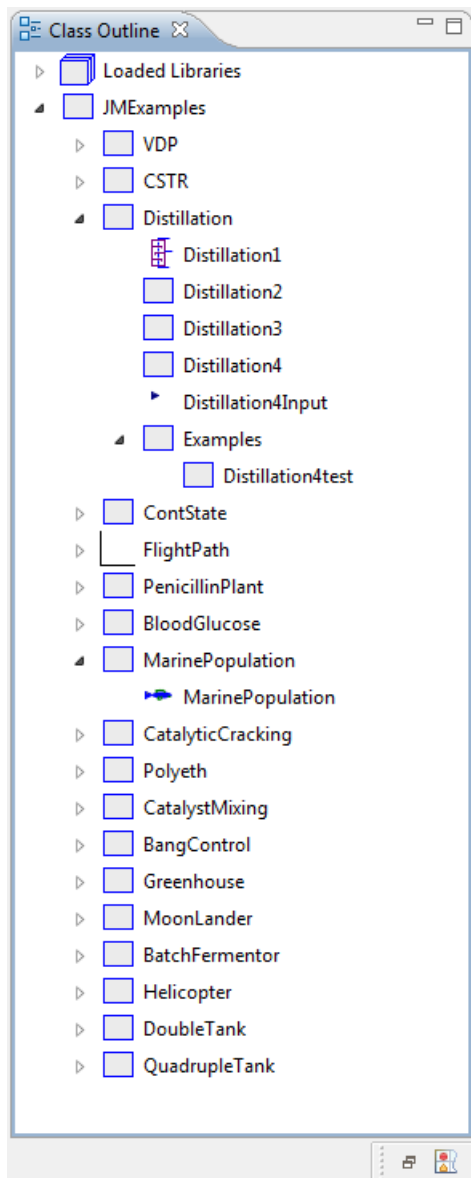 Class Outline
Loaded Libraries
JMExamples
VDP
CSTR
Distillation
Distillation1
Distillation2
Distillation3
Distillation4
Distillation4Input
Examples
Distillation4test
ContState
FlightPath
PenicillinPlant
BloodGlucose
MarinePopulation
MarinePopulation
CatalyticCracking
Polyeth
CatalystMixing
BangControl
Greenhouse
MoonLander
BatchFermentor
Helicopter
DoubleTank
QuadrupleTank